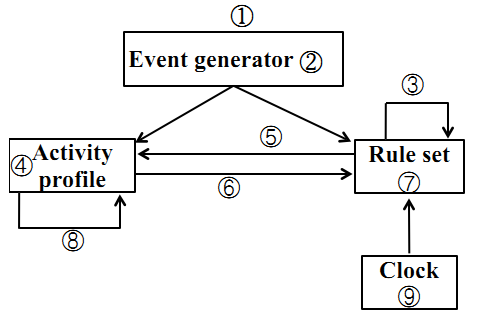 ①
Event generator ②
③
⑤
④ Activity
profile
Rule set
⑦
⑥
⑧
Clock
⑨